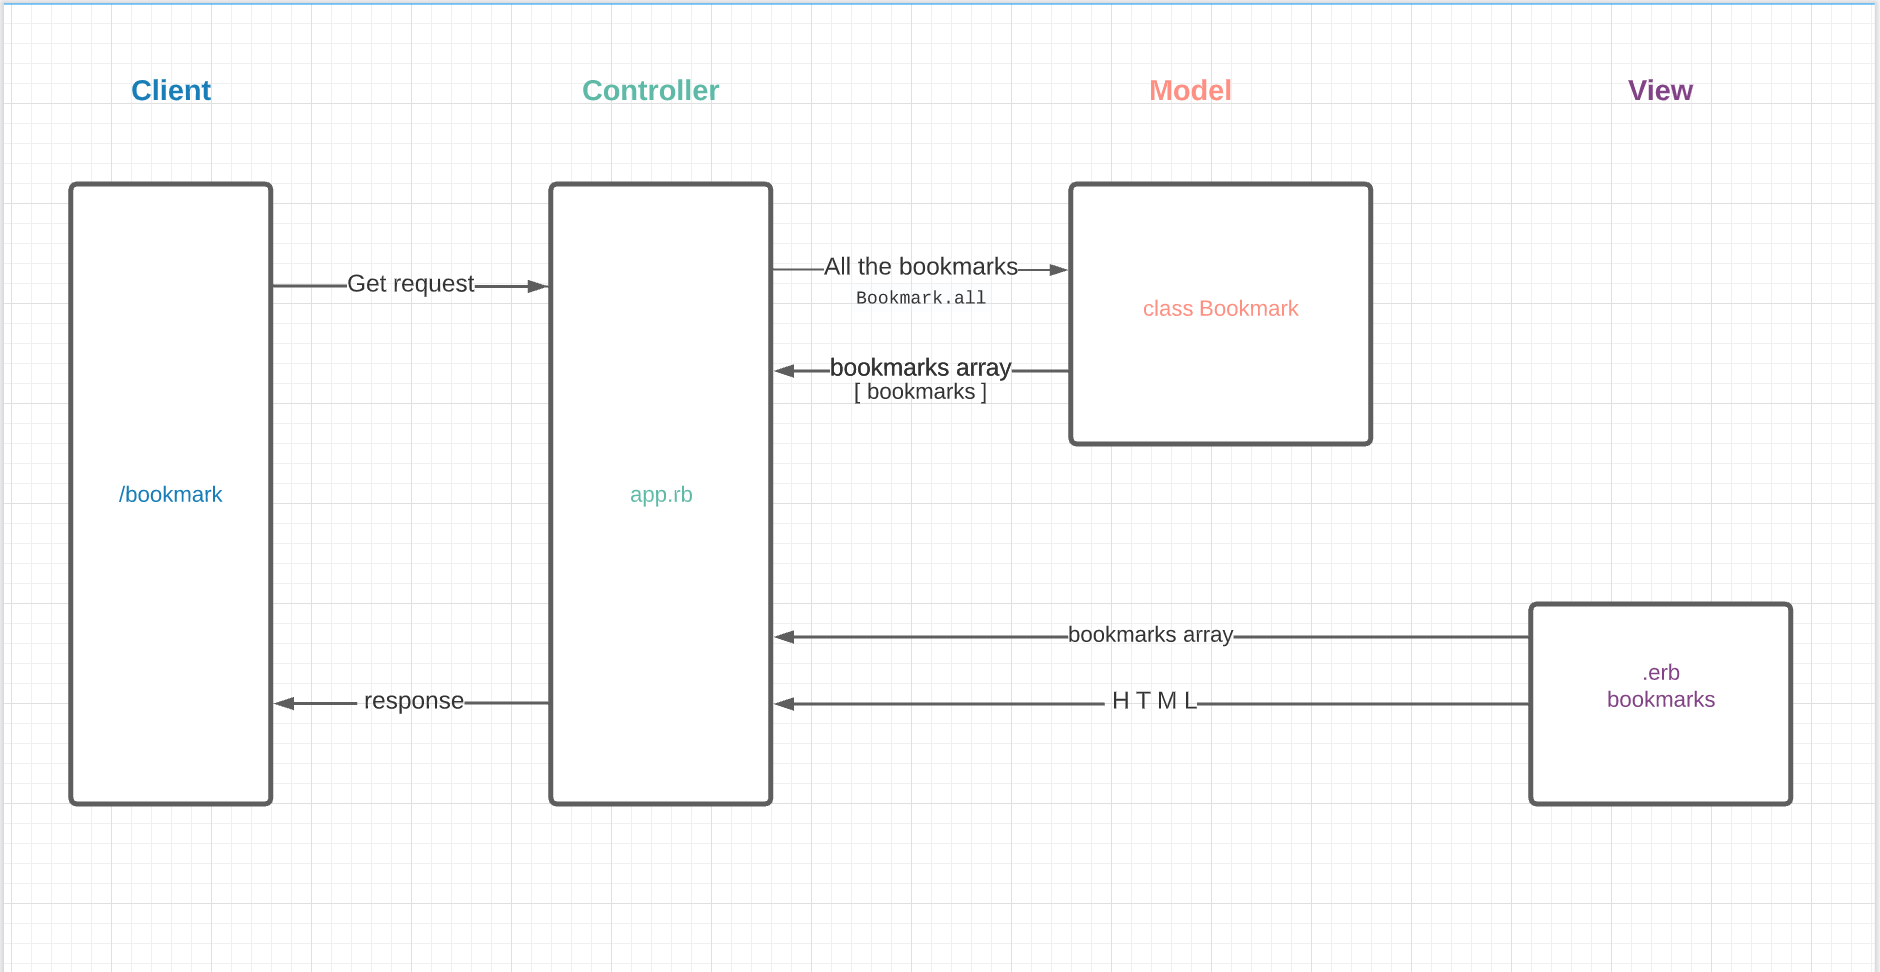 Client
Controller
Model
View
Get request
All the bookmarks
Bookmark.all
class Bookmark
bookmarks array
[ bookmarks ]
/bookmark
app.rb
bookmarks array
.erb
bookmarks
response
H T M L